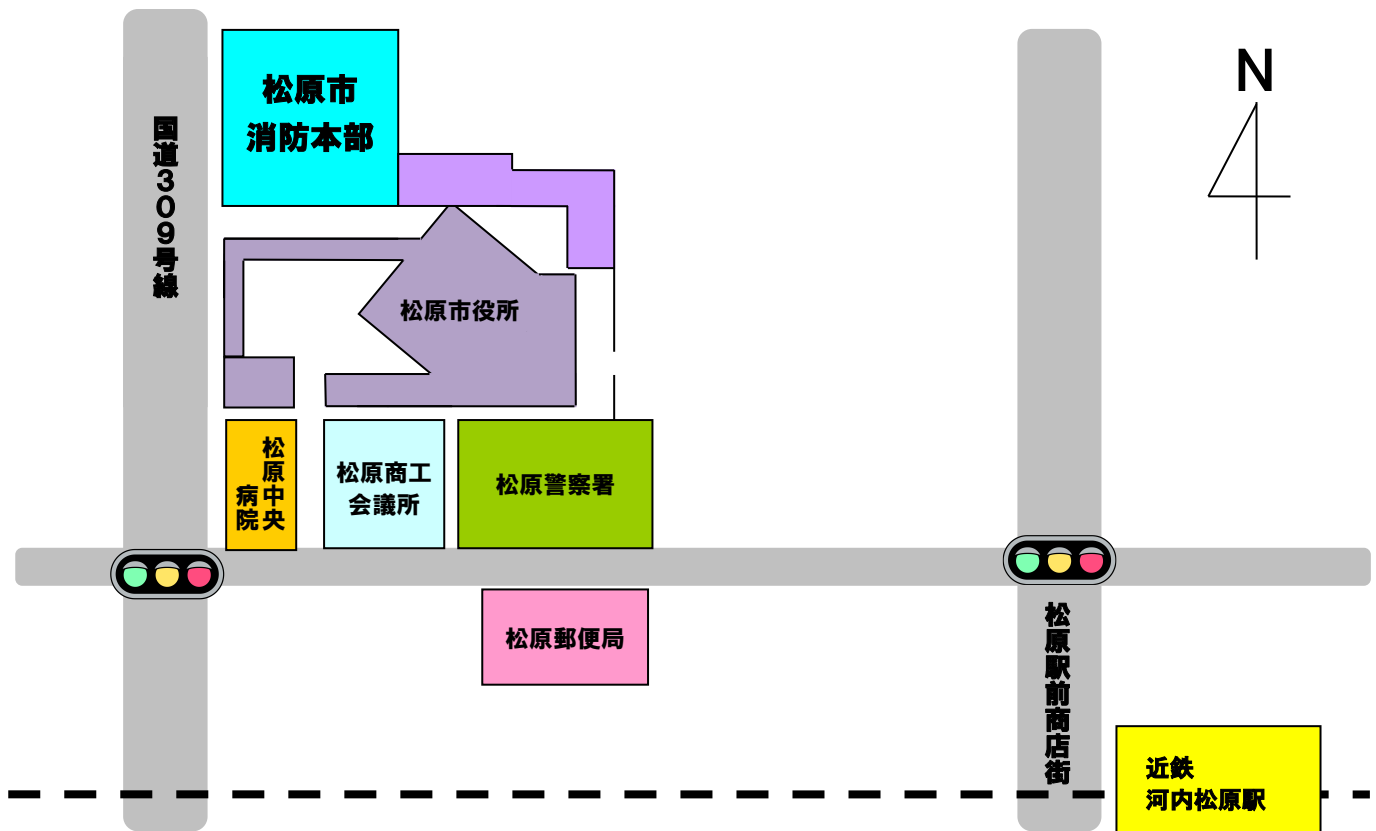 N
松原市
消防本部
国道309号線
松原市役所
松原中央
病院
松原商工
会議所
松原警察署
松原郵便局
松原駅前商店街
近鉄
河内松原駅